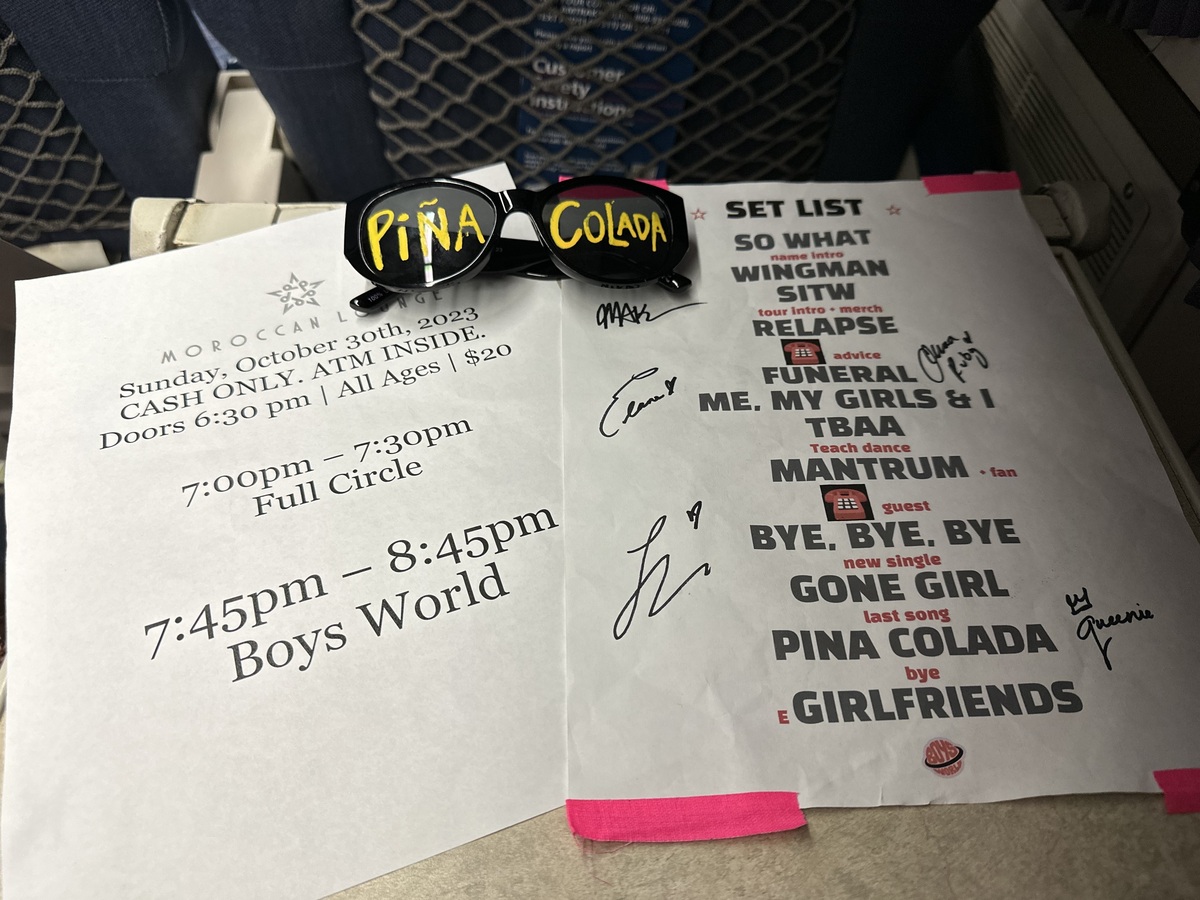 Customer
Safety
Instructions
PIÑA COLADA
MOROCCAN LOUNGE
Sunday, October 30th, 2023
CASH ONLY. ATM INSIDE.
Doors 6:30 pm | All Ages | $20
7:00pm – 7:30pm
Full Circle
7:45pm – 8:45pm
Boys World
SET LIST
SO WHAT
name intro
WINGMAN
SITW
tour intro + merch
RELAPSE
advice
FUNERAL
ME, MY GIRLS & I
TBAA
Teach dance
MANTRUM + fan
guest
BYE, BYE, BYE
new single
GONE GIRL
last song
PINA COLADA
bye
E GIRLFRIENDS
BOYS WORLD
MAK
queenie